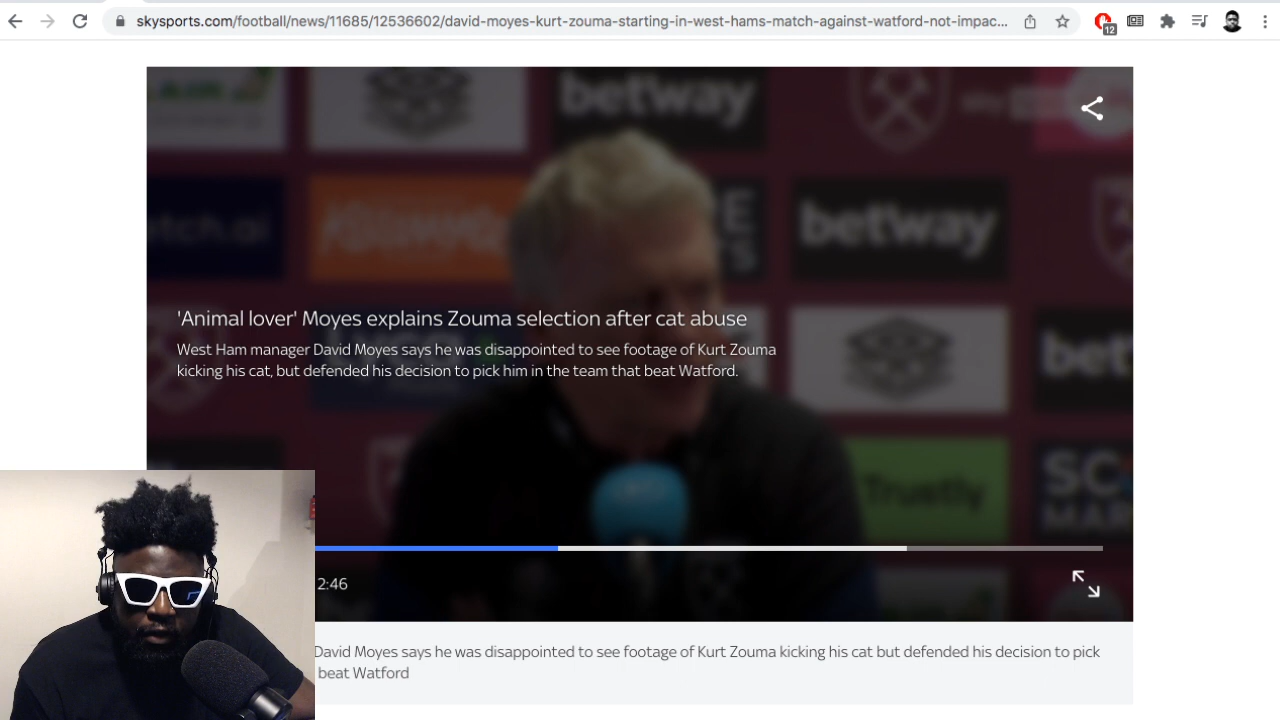 skysports.com/football/news/11685/12536602/david-moyes-kurt-zouma-starting-in-west-hams-match-against-watford-not-impac...
12
betway
betway
'Animal lover' Moyes explains Zouma selection after cat abuse
West Ham manager David Moyes says he was disappointed to see footage of Kurt Zouma
kicking his cat, but defended his decision to pick him in the team that beat Watford.
Trustly
2:46
David Moyes says he was disappointed to see footage of Kurt Zouma kicking his cat but defended his decision to pick
beat Watford